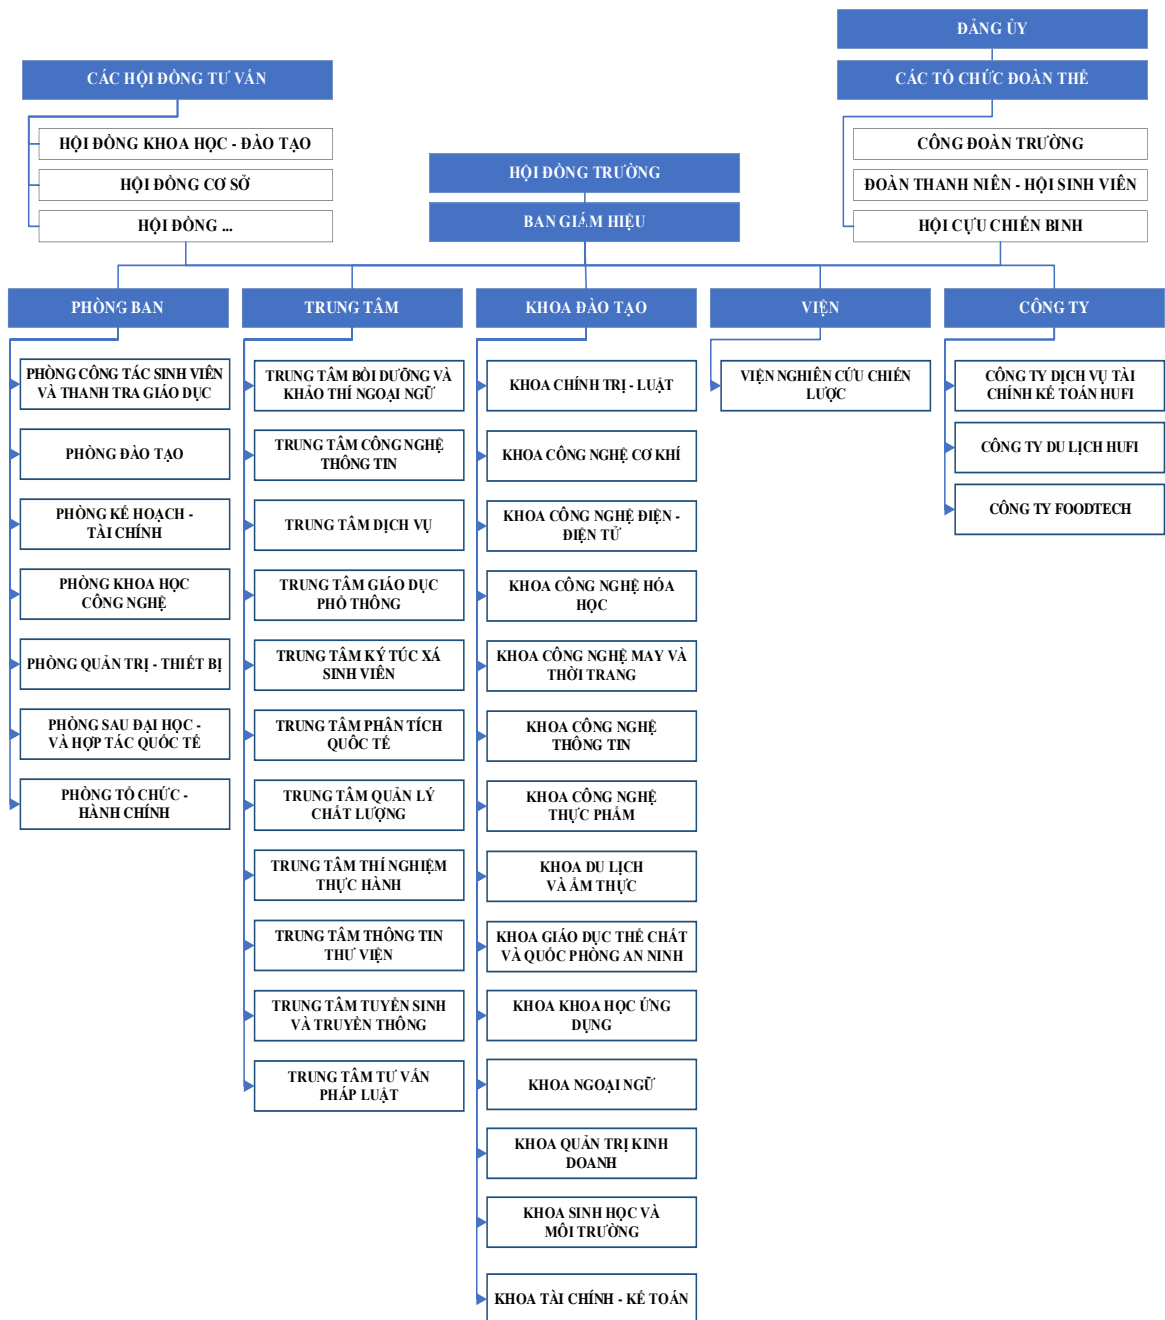 ĐẢNG ỦY
CÁC HỘI ĐỒNG TƯ VẤN
CÁC TỔ CHỨC ĐOÀN THỂ
HỘI ĐỒNG KHOA HỌC - ĐÀO TẠO
HỘI ĐỒNG CƠ SỞ
HỘI ĐỒNG ...
HỘI ĐỒNG TRƯỜNG
BAN GIÁM HIỆU
CÔNG ĐOÀN TRƯỜNG
ĐOÀN THANH NIÊN - HỘI SINH VIÊN
HỘI CỰU CHIẾN BINH
PHÒNG BAN
PHÒNG CÔNG TÁC SINH VIÊN
VÀ THANH TRA GIÁO DỤC
PHÒNG ĐÀO TẠO
PHÒNG KẾ HOẠCH -
TÀI CHÍNH
PHÒNG KHOA HỌC
CÔNG NGHỆ
PHÒNG QUẢN TRỊ - THIẾT BỊ
PHÒNG SAU ĐẠI HỌC -
VÀ HỢP TÁC QUỐC TẾ
PHÒNG TỔ CHỨC -
HÀNH CHÍNH
TRUNG TÂM
TRUNG TÂM BỒI DƯỠNG VÀ
KHẢO THÍ NGOẠI NGỮ
TRUNG TÂM CÔNG NGHỆ
THÔNG TIN
TRUNG TÂM DỊCH VỤ
TRUNG TÂM GIÁO DỤC
PHỔ THÔNG
TRUNG TÂM KÝ TÚC XÁ
SINH VIÊN
TRUNG TÂM PHÂN TÍCH
QUỐC TẾ
TRUNG TÂM QUẢN LÝ
CHẤT LƯỢNG
TRUNG TÂM THÍ NGHIỆM
THỰC HÀNH
TRUNG TÂM THÔNG TIN
THƯ VIỆN
TRUNG TÂM TUYỂN SINH
VÀ TRUYỀN THÔNG
TRUNG TÂM TƯ VẤN
PHÁP LUẬT
KHOA ĐÀO TẠO
KHOA CHÍNH TRỊ - LUẬT
KHOA CÔNG NGHỆ CƠ KHÍ
KHOA CÔNG NGHỆ ĐIỆN -
ĐIỆN TỬ
KHOA CÔNG NGHỆ HÓA
HỌC
KHOA CÔNG NGHỆ MAY VÀ
THỜI TRANG
KHOA CÔNG NGHỆ
THÔNG TIN
KHOA CÔNG NGHỆ
THỰC PHẨM
KHOA DU LỊCH
VÀ ẨM THỰC
KHOA GIÁO DỤC THỂ CHẤT
VÀ QUỐC PHÒNG AN NINH
KHOA KHOA HỌC ỨNG
DỤNG
KHOA NGOẠI NGỮ
KHOA QUẢN TRỊ KINH
DOANH
KHOA SINH HỌC VÀ
MÔI TRƯỜNG
KHOA TÀI CHÍNH - KẾ TOÁN
VIỆN
VIỆN NGHIÊN CỨU CHIẾN
LƯỢC
CÔNG TY
CÔNG TY DỊCH VỤ TÀI
CHÍNH KẾ TOÁN HUFI
CÔNG TY DU LỊCH HUFI
CÔNG TY FOODTECH